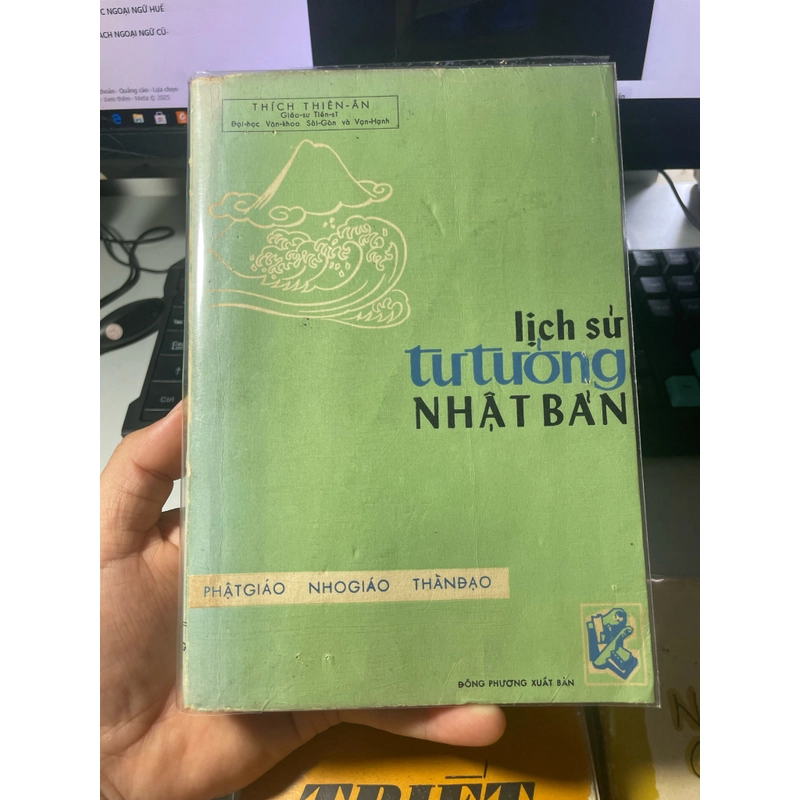 C NGOẠI NGỮ HUẾ
ÁCH NGOẠI NGỮ CŨ-
THÍCH THIÊN-ÂN
Giáo-sư Tiến-sĩ
Đại-học Văn-khoa Sài-Gòn và Vạn-Hạnh
lịch sử
tư tưởng
NHẬT BẢN
PHẬTGIÁO NHOGIÁO THẦNĐẠO
ĐÔNG PHƯƠNG XUẤT BẢN
TRIẾT